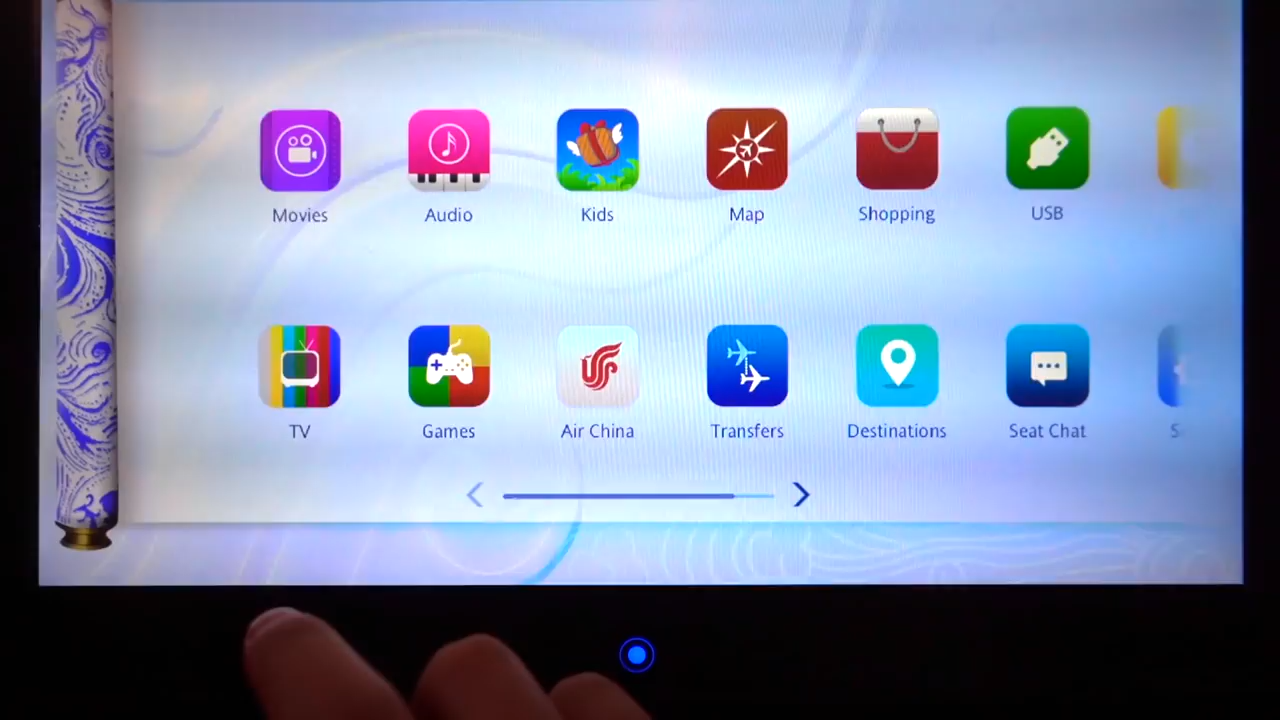 Movies
Audio
Kids
Map
Shopping
USB
TV
Games
Air China
Transfers
Destinations
Seat Chat